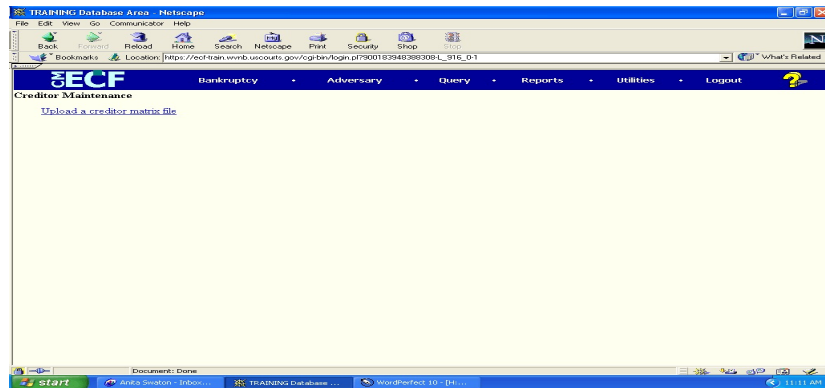 TRAINING Database Area - Netscape
File Edit View Go Communicator Help
Back Forward Reload Home Search Netscape Print Security Shop Stop
Bookmarks Location: https://ecf-train.wvnb.uscourts.gov/cgi-bin/login.pl?900183948388308-L_916_0-1 What's Related
CM ECF Bankruptcy • Adversary • Query • Reports • Utilities • Logout ?
Creditor Maintenance
Upload a creditor matrix file
Document: Done
start Anita Swaton - Inbox... TRAINING Database ... WordPerfect 10 - [H:... 11:11 AM